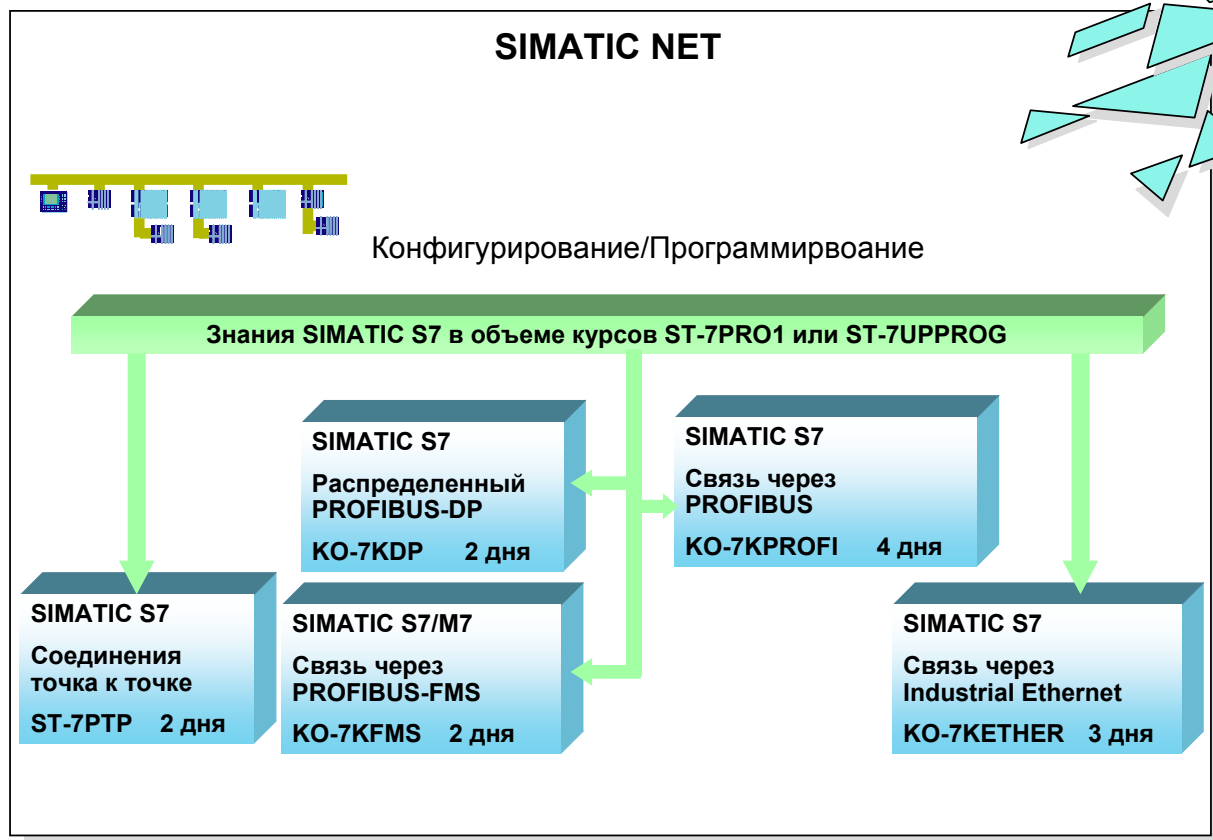 SIMATIC NET
Конфигурирование/Программирвоание
Знания SIMATIC S7 в объеме курсов ST-7PRO1 или ST-7UPPROG
SIMATIC S7
Распределенный
PROFIBUS-DP
KO-7KDP 2 дня
SIMATIC S7
Связь через
PROFIBUS
KO-7KPROFI 4 дня
SIMATIC S7
Соединения
точка к точке
ST-7PTP 2 дня
SIMATIC S7/M7
Связь через
PROFIBUS-FMS
KO-7KFMS 2 дня
SIMATIC S7
Связь через
Industrial Ethernet
KO-7KETHER 3 дня